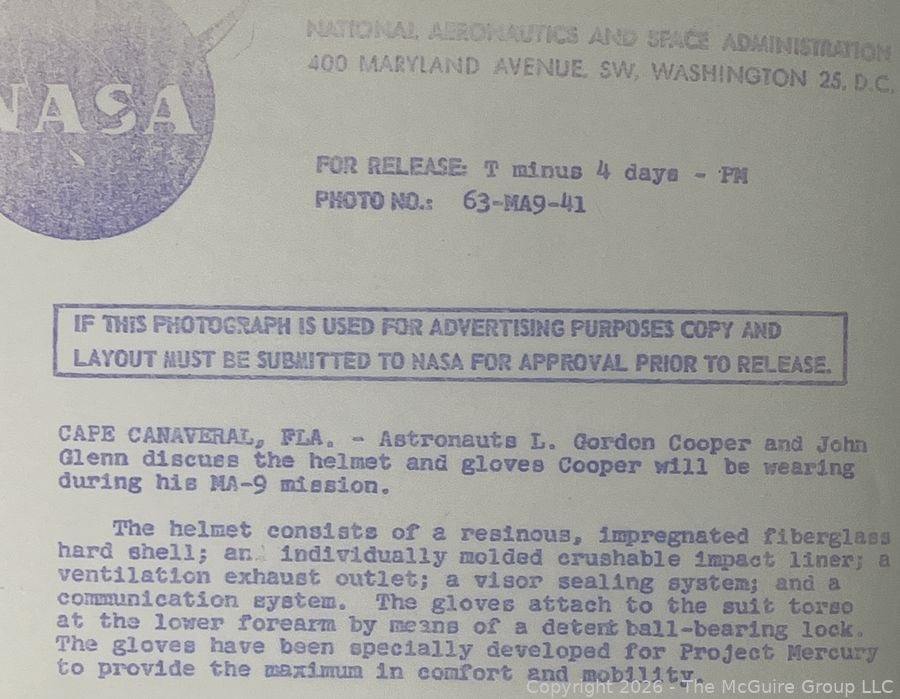 NASA
NATIONAL AERONAUTICS AND SPACE ADMINISTRATION
400 MARYLAND AVENUE, SW, WASHINGTON 25, D.C.
FOR RELEASE: T minus 4 days - PM
PHOTO NO.: 63-MA9-41
IF THIS PHOTOGRAPH IS USED FOR ADVERTISING PURPOSES COPY AND
LAYOUT MUST BE SUBMITTED TO NASA FOR APPROVAL PRIOR TO RELEASE.
CAPE CANAVERAL, FLA. - Astronauts L. Gordon Cooper and John
Glenn discuss the helmet and gloves Cooper will be wearing
during his MA-9 mission.
The helmet consists of a resinous, impregnated fiberglass
hard shell; an individually molded crushable impact liner; a
ventilation exhaust outlet; a visor sealing system; and a
communication system. The gloves attach to the suit torso
at the lower forearm by means of a detent ball-bearing lock.
The gloves have been specially developed for Project Mercury
to provide the maximum in comfort and mobility.
Copyright 2026 - The McGuire Group LLC